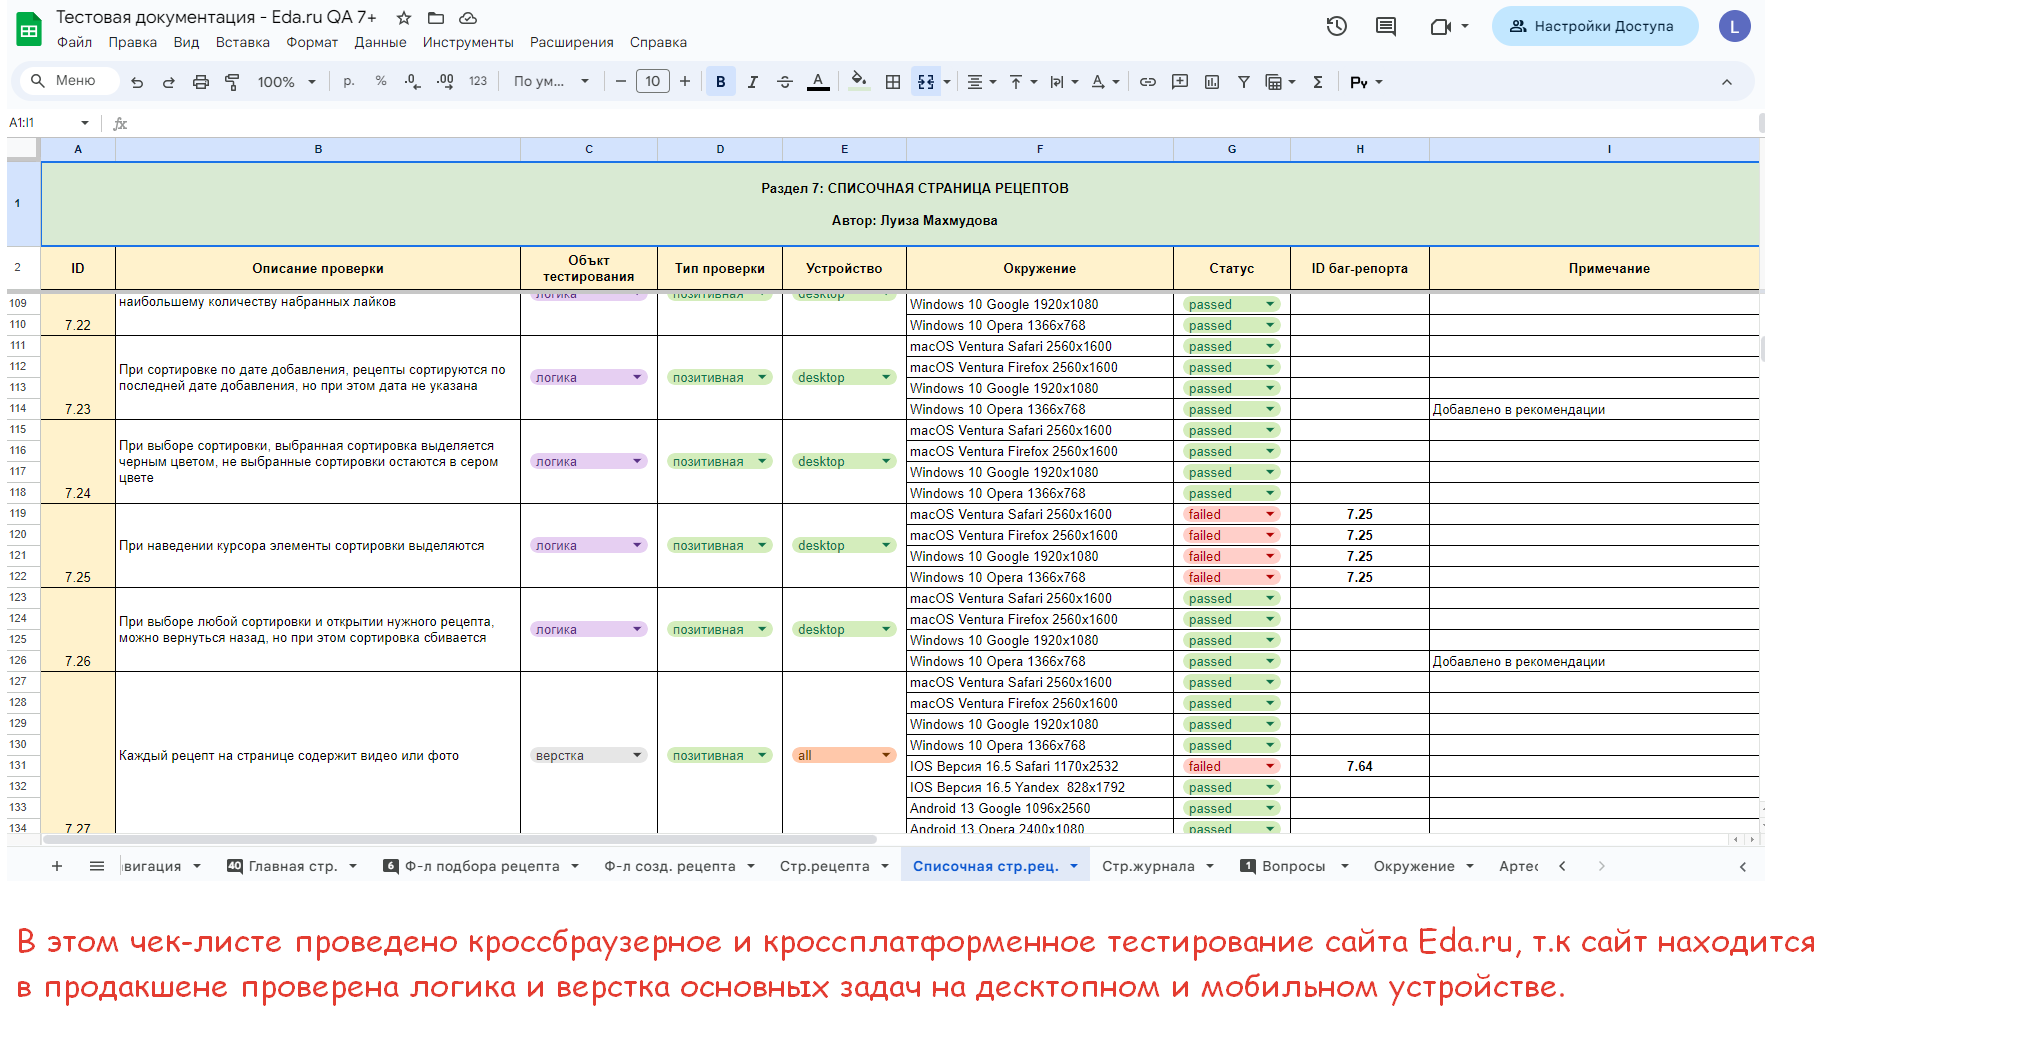 Тестовая документация - Eda.ru QA 7+
Файл Правка Вид Вставка Формат Данные Инструменты Расширения Справка
Настройки Доступа
L
Меню 100% р. % .0 .00 123 По ум... 10 B I A Σ Py
A1:I1 fx
A B C D E F G H I
1 Раздел 7: СПИСОЧНАЯ СТРАНИЦА РЕЦЕПТОВ
Автор: Луиза Махмудова
2 ID Описание проверки Объкт тестирования Тип проверки Устройство Окружение Статус ID баг-репорта Примечание
109 наибольшему количеству набранных лайков логика позитивная desktop Windows 10 Google 1920x1080 passed
110 7.22 Windows 10 Opera 1366x768 passed
111 macOS Ventura Safari 2560x1600 passed
112 При сортировке по дате добавления, рецепты сортируются по macOS Ventura Firefox 2560x1600 passed
113 последней дате добавления, но при этом дата не указана логика позитивная desktop Windows 10 Google 1920x1080 passed
114 7.23 Windows 10 Opera 1366x768 passed Добавлено в рекомендации
115 macOS Ventura Safari 2560x1600 passed
116 При выборе сортировки, выбранная сортировка выделяется macOS Ventura Firefox 2560x1600 passed
черным цветом, не выбранные сортировки остаются в сером логика позитивная desktop
117 цвете Windows 10 Google 1920x1080 passed
118 7.24 Windows 10 Opera 1366x768 passed
119 macOS Ventura Safari 2560x1600 failed 7.25
120 macOS Ventura Firefox 2560x1600 failed 7.25
121 При наведении курсора элементы сортировки выделяются логика позитивная desktop Windows 10 Google 1920x1080 failed 7.25
122 7.25 Windows 10 Opera 1366x768 failed 7.25
123 macOS Ventura Safari 2560x1600 passed
124 При выборе любой сортировки и открытии нужного рецепта, macOS Ventura Firefox 2560x1600 passed
125 можно вернуться назад, но при этом сортировка сбивается логика позитивная desktop Windows 10 Google 1920x1080 passed
126 7.26 Windows 10 Opera 1366x768 passed Добавлено в рекомендации
127 macOS Ventura Safari 2560x1600 passed
128 macOS Ventura Firefox 2560x1600 passed
129 Windows 10 Google 1920x1080 passed
130 Windows 10 Opera 1366x768 passed
Каждый рецепт на странице содержит видео или фото верстка позитивная all
131 IOS Версия 16.5 Safari 1170x2532 failed 7.64
132 IOS Версия 16.5 Yandex 828x1792 passed
133 Android 13 Google 1096x2560 passed
134 7.27 Android 13 Opera 2400x1080 passed
вигация 40 Главная стр. 6 Ф-л подбора рецепта Ф-л созд. рецепта Стр.рецепта Списочная стр.рец. Стр.журнала 1 Вопросы Окружение Артес
В этом чек-листе проведено кроссбраузерное и кроссплатформенное тестирование сайта Eda.ru, т.к сайт находится
в продакшене проверена логика и верстка основных задач на десктопном и мобильном устройстве.